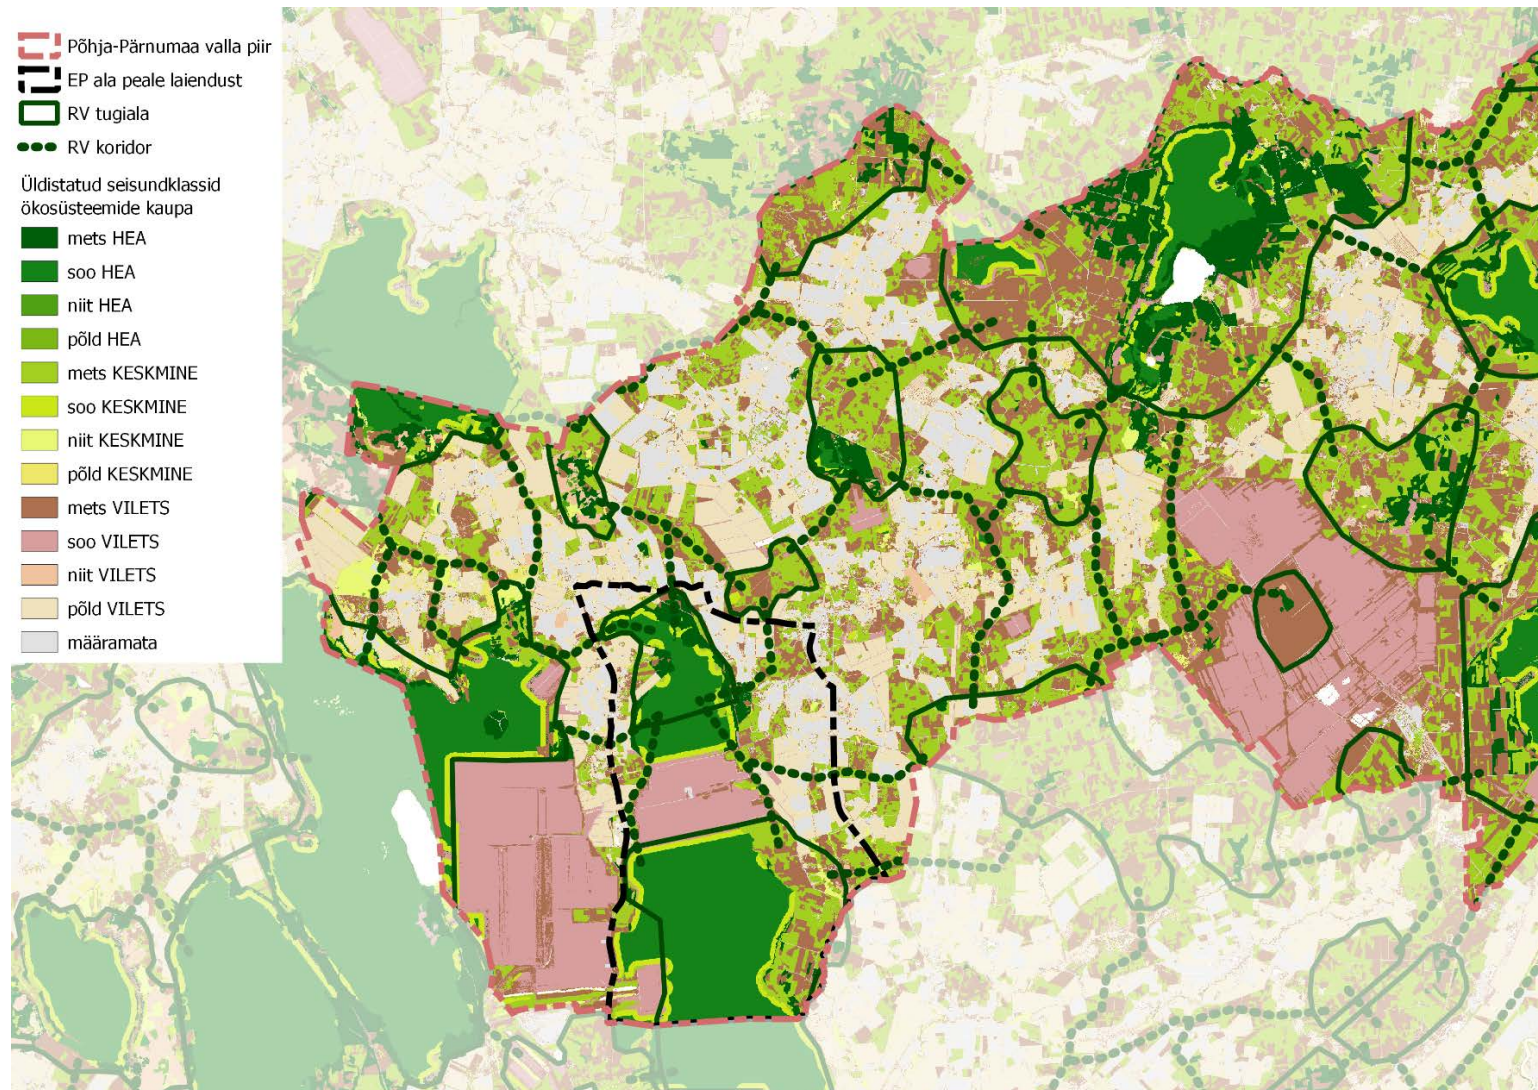 Põhja-Pärnumaa valla piir
EP ala peale laiendust
RV tugiala
RV koridor
Üldistatud seisundklassid
ökosüsteemide kaupa
mets HEA
soo HEA
niit HEA
põld HEA
mets KESKMINE
soo KESKMINE
niit KESKMINE
põld KESKMINE
mets VILETS
soo VILETS
niit VILETS
põld VILETS
määramata